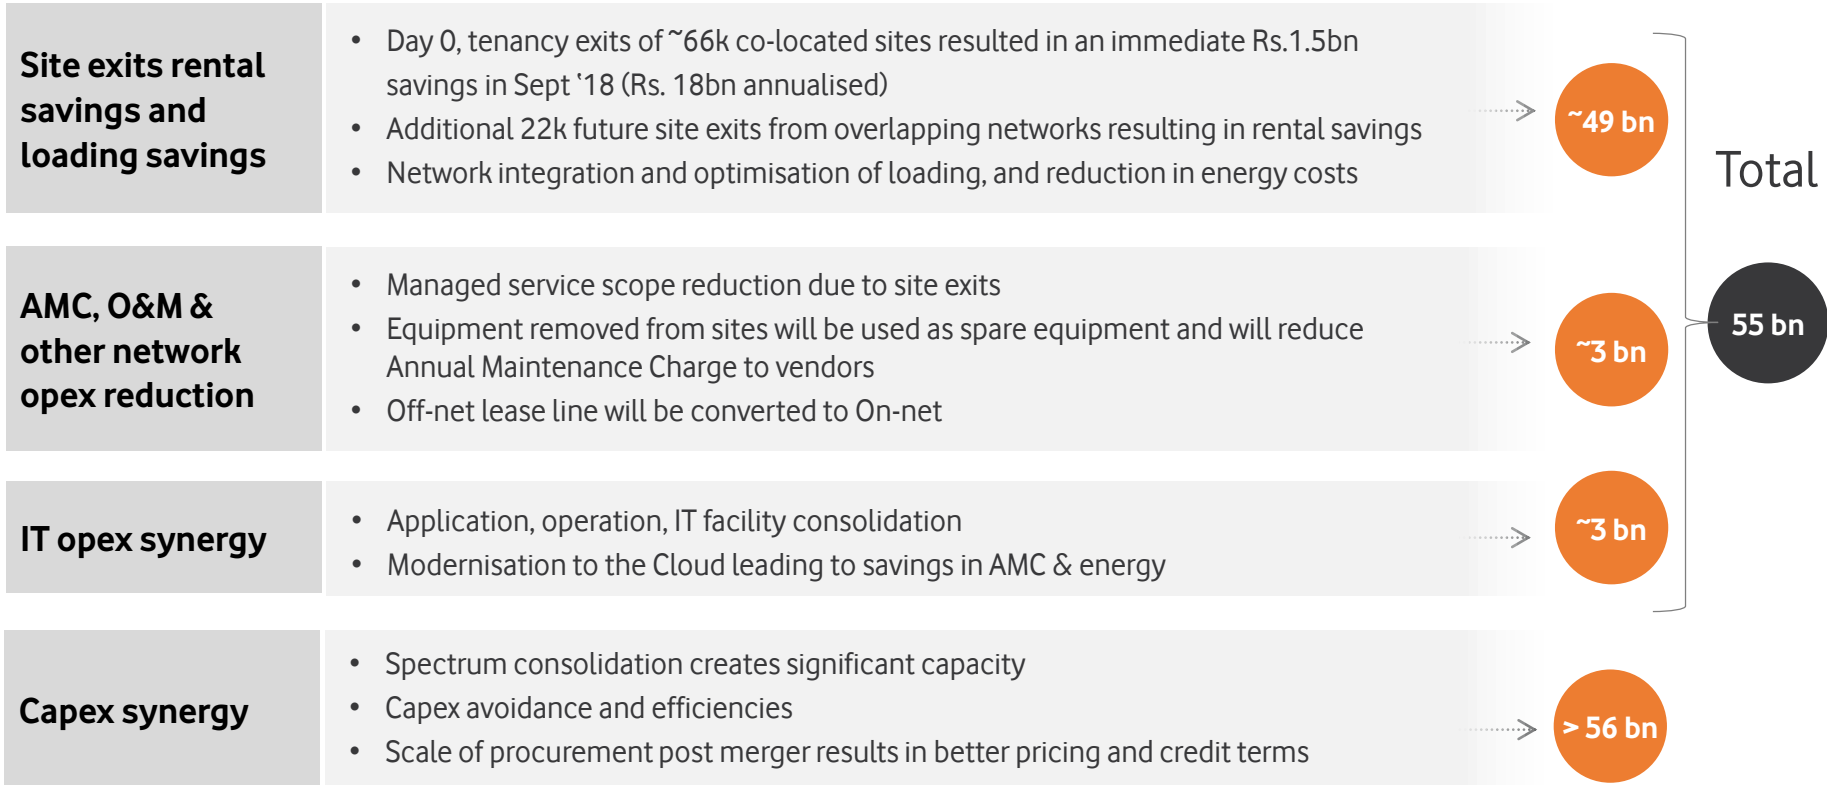 Site exits rental
savings and
loading savings
• Day 0, tenancy exits of ~66k co-located sites resulted in an immediate Rs.1.5bn
savings in Sept ‘18 (Rs. 18bn annualised)
• Additional 22k future site exits from overlapping networks resulting in rental savings
• Network integration and optimisation of loading, and reduction in energy costs
~49 bn
Total
AMC, O&M &
other network
opex reduction
• Managed service scope reduction due to site exits
• Equipment removed from sites will be used as spare equipment and will reduce
Annual Maintenance Charge to vendors
• Off-net lease line will be converted to On-net
~3 bn
55 bn
IT opex synergy
• Application, operation, IT facility consolidation
• Modernisation to the Cloud leading to savings in AMC & energy
~3 bn
Capex synergy
• Spectrum consolidation creates significant capacity
• Capex avoidance and efficiencies
• Scale of procurement post merger results in better pricing and credit terms
> 56 bn